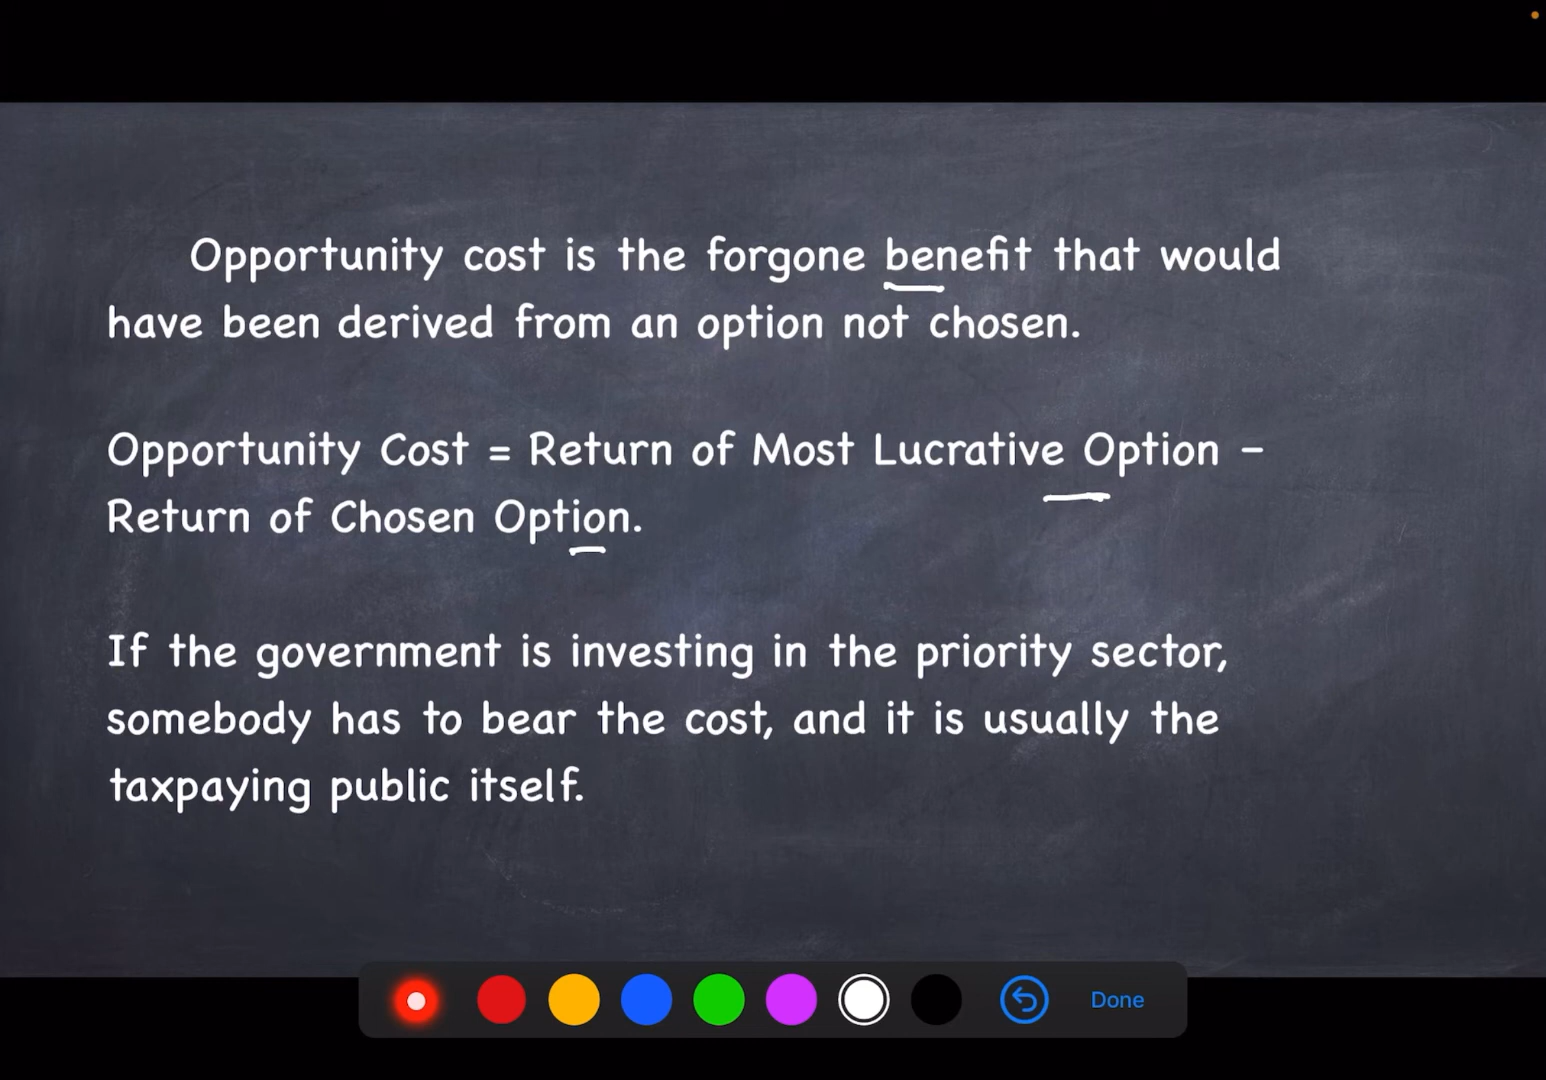 Opportunity cost is the forgone benefit that would
have been derived from an option not chosen.
Opportunity Cost = Return of Most Lucrative Option -
Return of Chosen Option.
If the government is investing in the priority sector,
somebody has to bear the cost, and it is usually the
taxpaying public itself.
Done